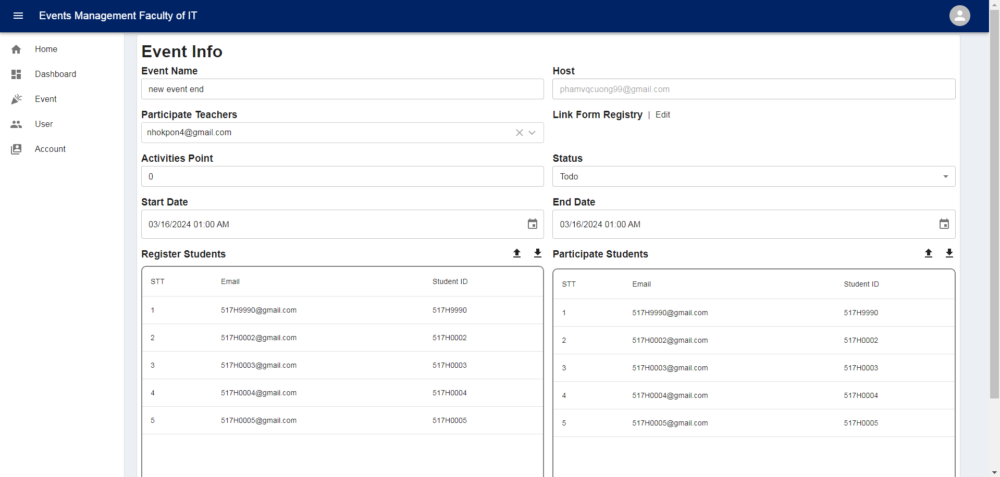 Events Management Faculty of IT
Home
Dashboard
Event
User
Account
Event Info
Event Name
new event end
Host
phamvqcuong99@gmail.com
Participate Teachers
nhokpon4@gmail.com
Link Form Registry | Edit
Activities Point
0
Status
Todo
Start Date
03/16/2024 01:00 AM
End Date
03/16/2024 01:00 AM
Register Students
STT Email Student ID
1 517H9990@gmail.com 517H9990
2 517H0002@gmail.com 517H0002
3 517H0003@gmail.com 517H0003
4 517H0004@gmail.com 517H0004
5 517H0005@gmail.com 517H0005
Participate Students
STT Email Student ID
1 517H9990@gmail.com 517H9990
2 517H0002@gmail.com 517H0002
3 517H0003@gmail.com 517H0003
4 517H0004@gmail.com 517H0004
5 517H0005@gmail.com 517H0005